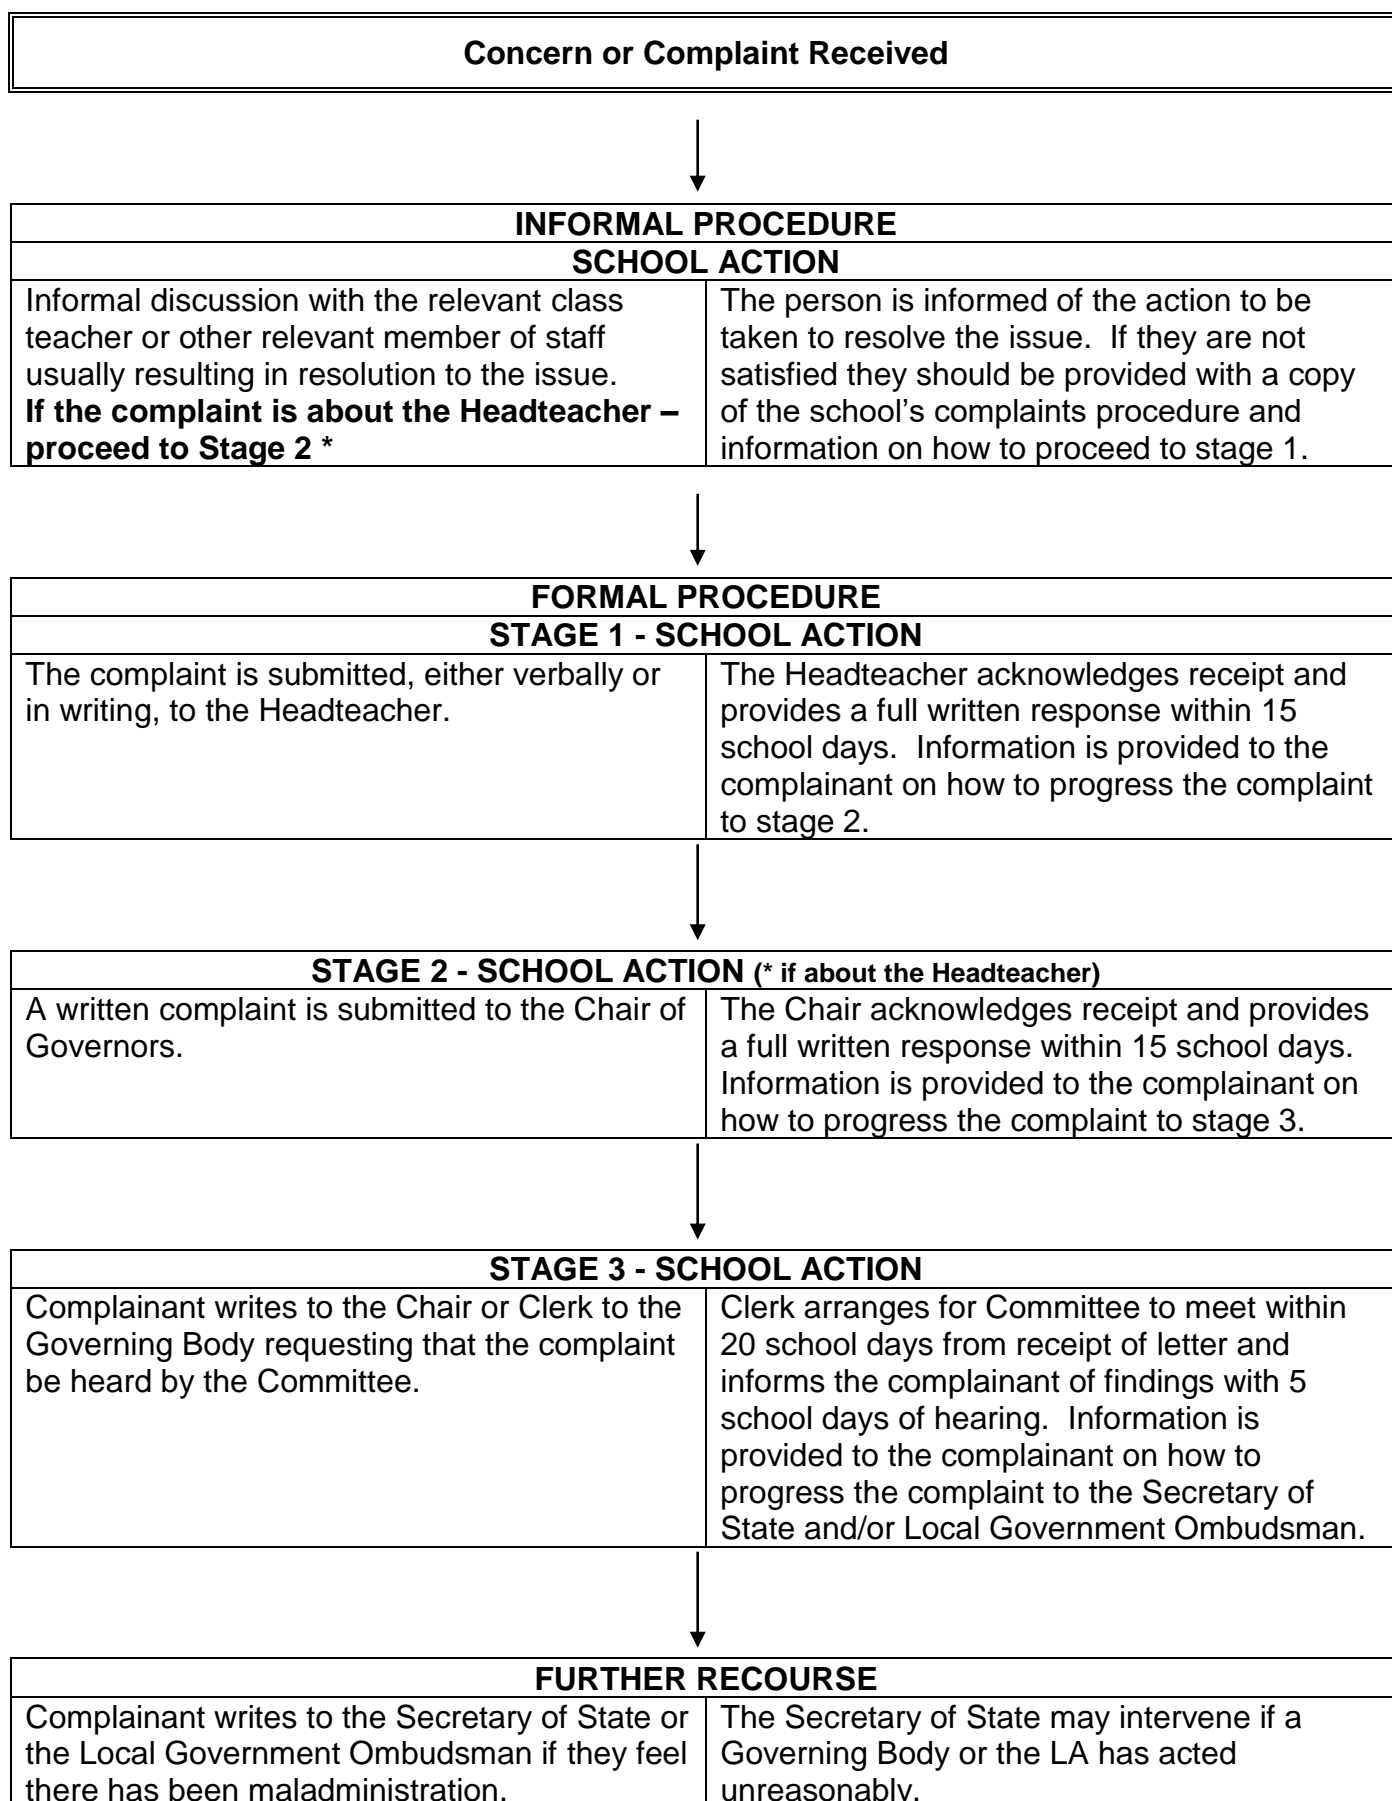 Concern or Complaint Received
INFORMAL PROCEDURE
SCHOOL ACTION
Informal discussion with the relevant class
teacher or other relevant member of staff
usually resulting in resolution to the issue.
If the complaint is about the Headteacher –
proceed to Stage 2 *
The person is informed of the action to be
taken to resolve the issue.  If they are not
satisfied they should be provided with a copy
of the school’s complaints procedure and
information on how to proceed to stage 1.
FORMAL PROCEDURE
STAGE 1 - SCHOOL ACTION
The complaint is submitted, either verbally or
in writing, to the Headteacher.
The Headteacher acknowledges receipt and
provides a full written response within 15
school days.  Information is provided to the
complainant on how to progress the complaint
to stage 2.
STAGE 2 - SCHOOL ACTION (* if about the Headteacher)
A written complaint is submitted to the Chair of
Governors.
The Chair acknowledges receipt and provides
a full written response within 15 school days.
Information is provided to the complainant on
how to progress the complaint to stage 3.
STAGE 3 - SCHOOL ACTION
Complainant writes to the Chair or Clerk to the
Governing Body requesting that the complaint
be heard by the Committee.
Clerk arranges for Committee to meet within
20 school days from receipt of letter and
informs the complainant of findings with 5
school days of hearing.  Information is
provided to the complainant on how to
progress the complaint to the Secretary of
State and/or Local Government Ombudsman.
FURTHER RECOURSE
Complainant writes to the Secretary of State or
the Local Government Ombudsman if they feel
there has been maladministration.
The Secretary of State may intervene if a
Governing Body or the LA has acted
unreasonably.